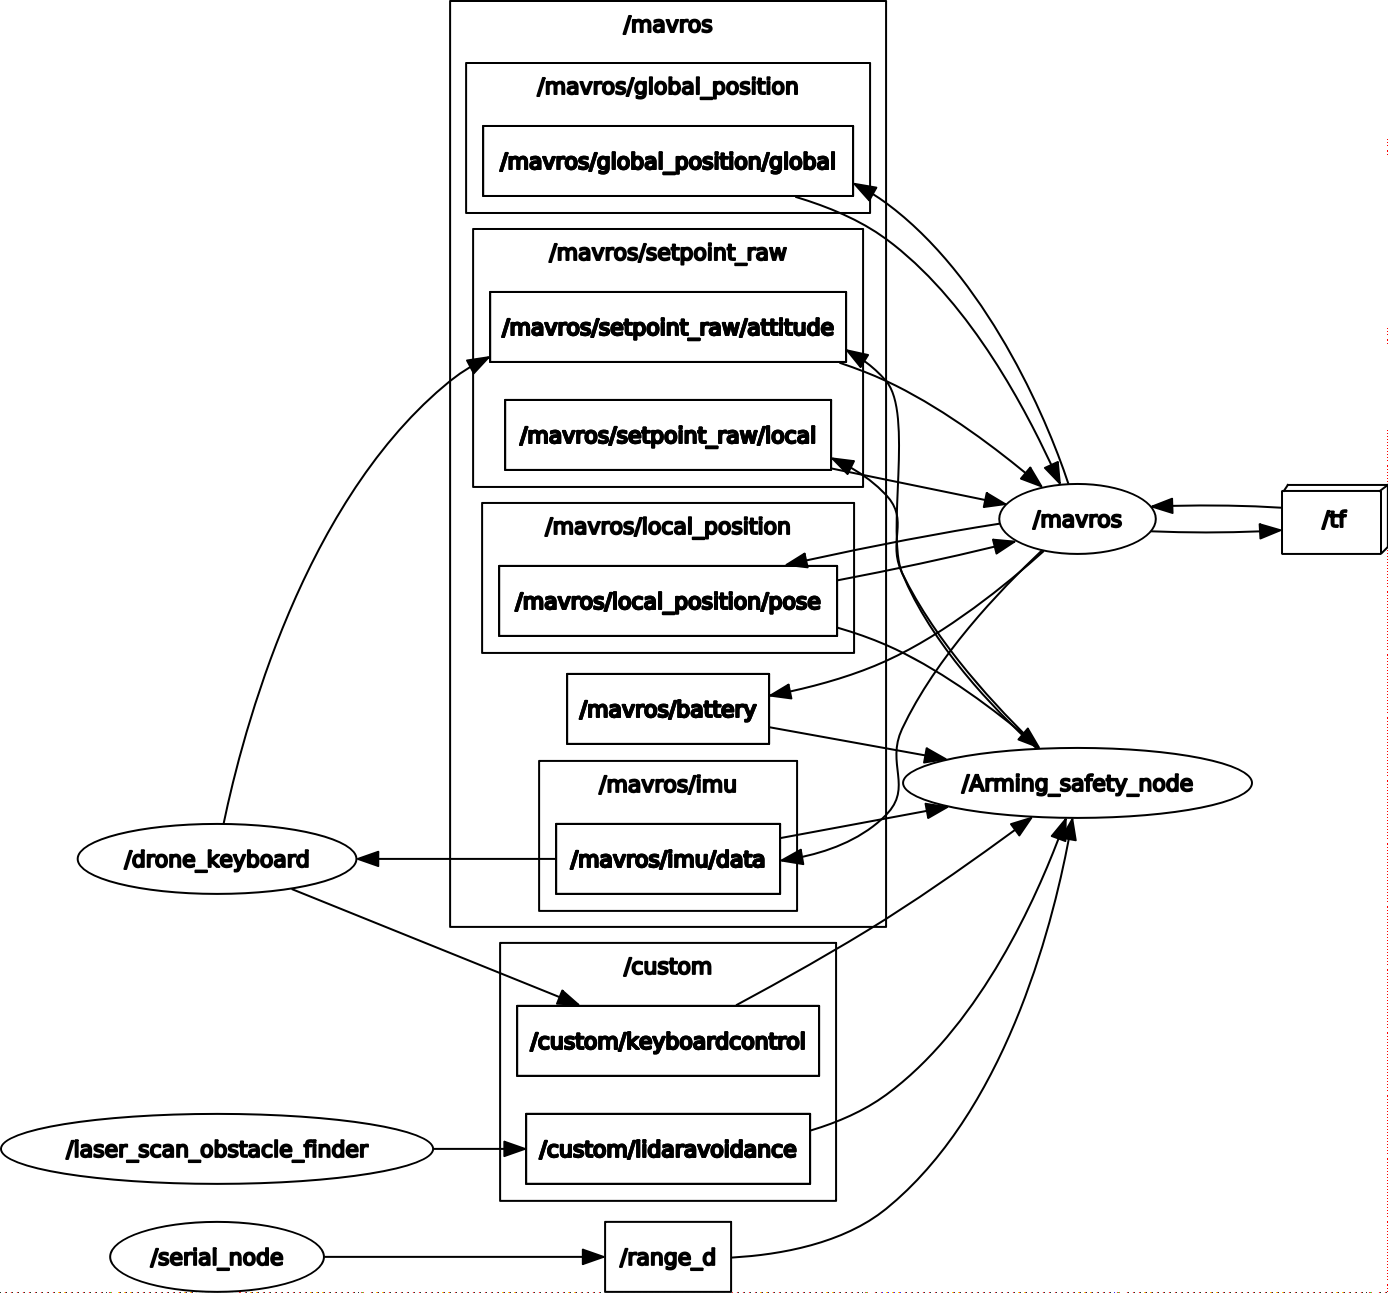 /mavros
/mavros/global_position
/mavros/global_position/global
/mavros/setpoint_raw
/mavros/setpoint_raw/attitude
/mavros/setpoint_raw/local
/mavros/local_position
/mavros/local_position/pose
/mavros/battery
/mavros/imu
/mavros/imu/data
/mavros
/tf
/Arming_safety_node
/drone_keyboard
/custom
/custom/keyboardcontrol
/laser_scan_obstacle_finder
/custom/lidaravoidance
/serial_node
/range_d